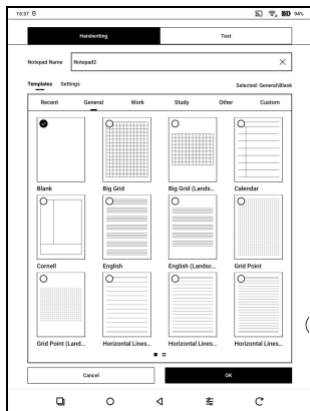 15:37
94%
Handwriting Text
Notepad Name Notepad2
Templates Settings Selected: General\Blank
Recent General Work Study Other Custom
Blank Big Grid Big Grid (Lands... Calendar
Cornell English English (Landsc... Grid Point
Grid Point (Land... Horizontal Lines... Horizontal Lines... Horizontal Lines...
Cancel OK